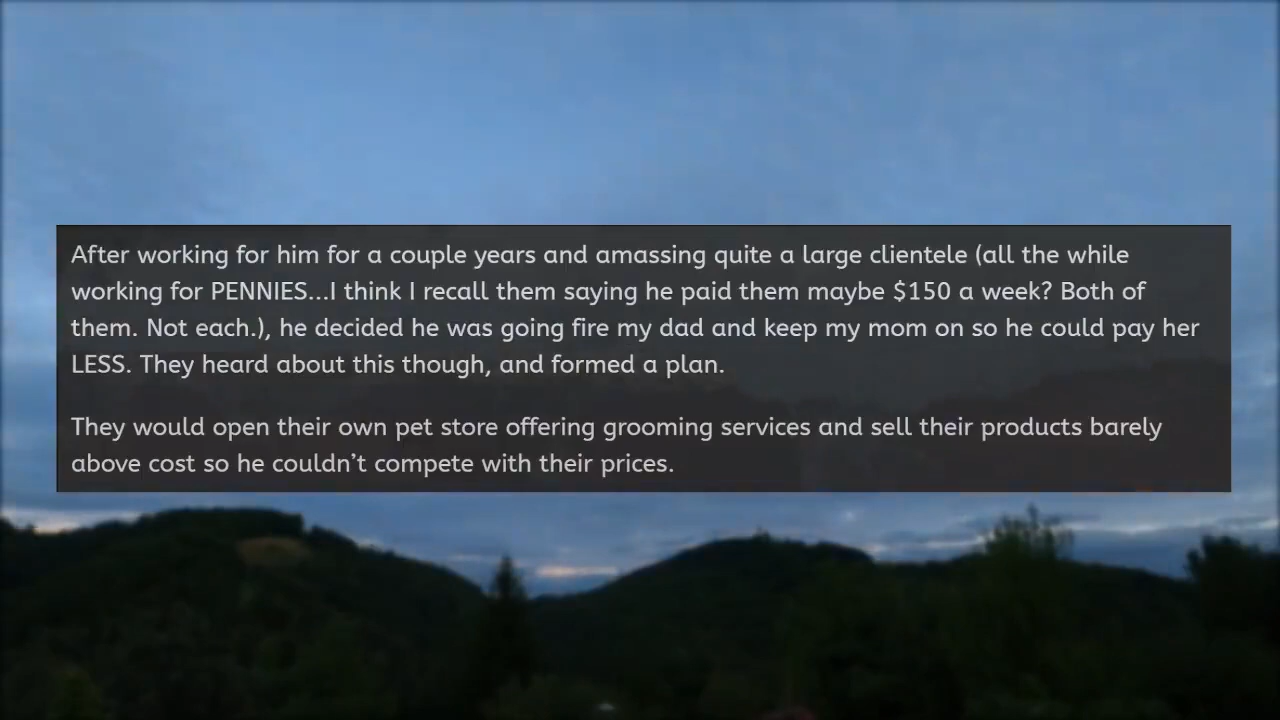 After working for him for a couple years and amassing quite a large clientele (all the while
working for PENNIES...I think I recall them saying he paid them maybe $150 a week? Both of
them. Not each.), he decided he was going fire my dad and keep my mom on so he could pay her
LESS. They heard about this though, and formed a plan.
They would open their own pet store offering grooming services and sell their products barely
above cost so he couldn’t compete with their prices.